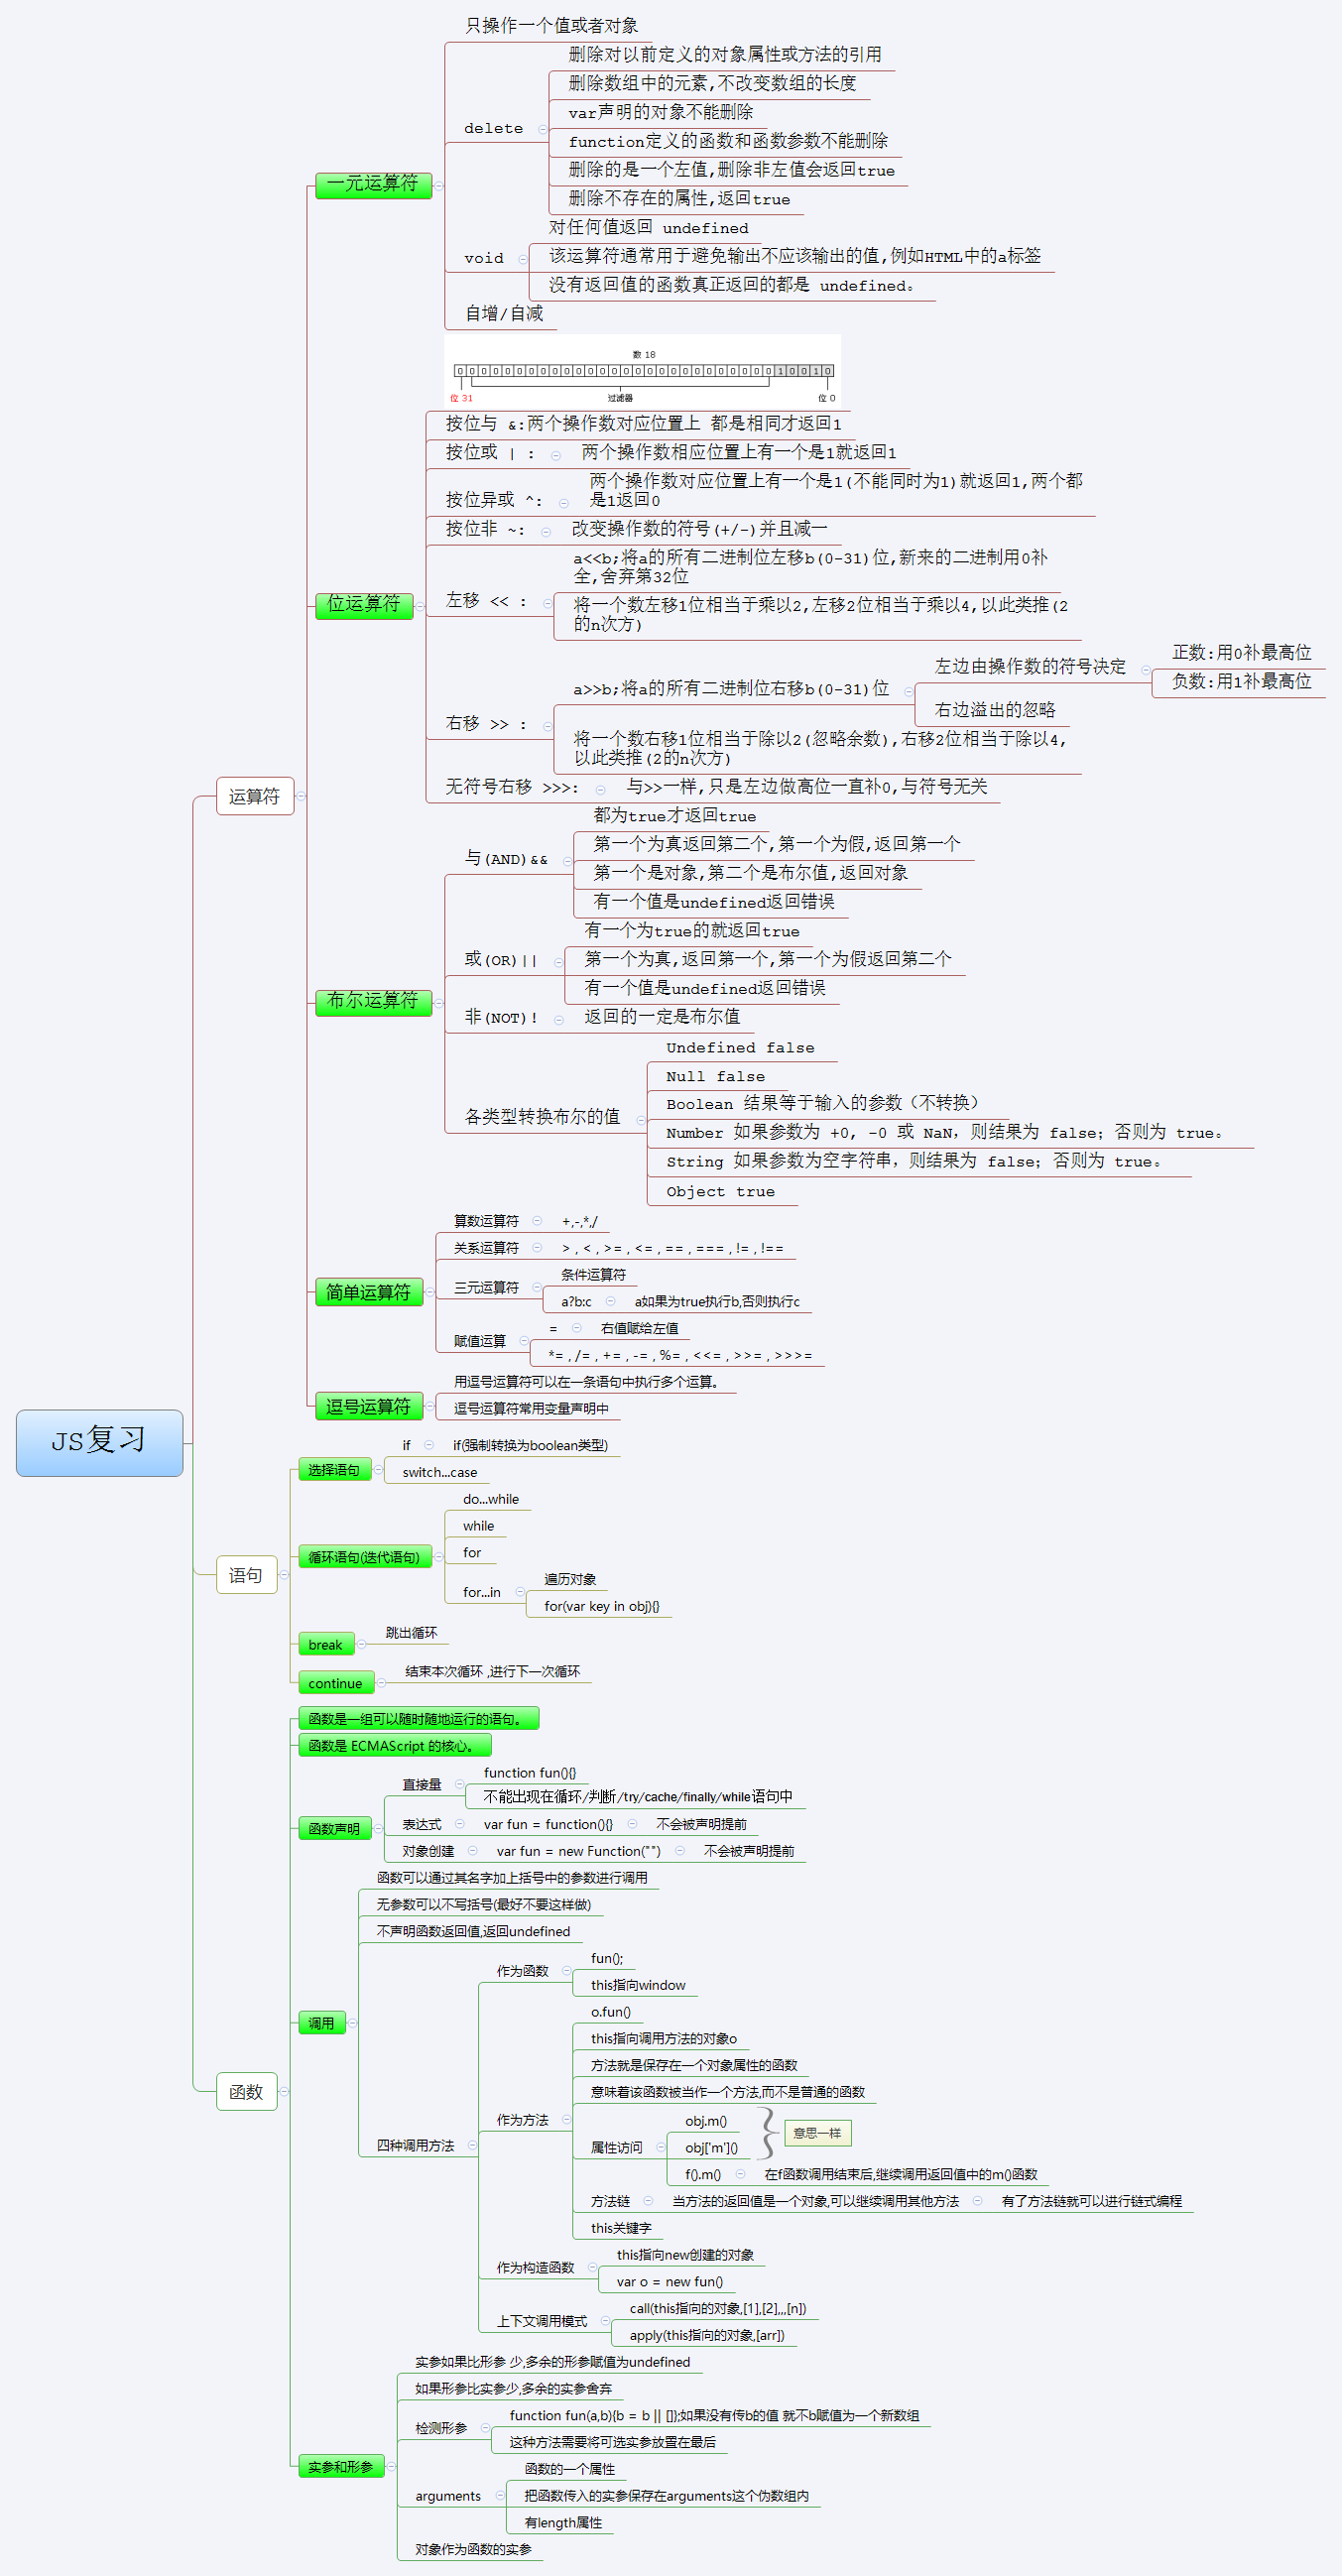 JS复习
运算符
一元运算符
只操作一个值或者对象
delete
删除对以前定义的对象属性或方法的引用
删除数组中的元素,不改变数组的长度
var声明的对象不能删除
function定义的函数和函数参数不能删除
删除的是一个左值,删除非左值会返回true
删除不存在的属性,返回true
void
对任何值返回 undefined
该运算符通常用于避免输出不应该输出的值,例如HTML中的a标签
没有返回值的函数真正返回的都是 undefined。
自增/自减
位运算符
数 18
0 0 0 0 0 0 0 0 0 0 0 0 0 0 0 0 0 0 0 0 0 0 0 0 0 0 0 1 0 0 1 0
位 31
过滤器
位 0
按位与 &:两个操作数对应位置上 都是相同才返回1
按位或 | :
两个操作数相应位置上有一个是1就返回1
按位异或 ^:
两个操作数对应位置上有一个是1(不能同时为1)就返回1,两个都
是1返回0
按位非 ~:
改变操作数的符号(+/-)并且减一
左移 << :
a<<b;将a的所有二进制位左移b(0-31)位,新来的二进制用0补
全,舍弃第32位
将一个数左移1位相当于乘以2,左移2位相当于乘以4,以此类推(2
的n次方)
右移 >> :
a>>b;将a的所有二进制位右移b(0-31)位
左边由操作数的符号决定
正数:用0补最高位
负数:用1补最高位
右边溢出的忽略
将一个数右移1位相当于除以2(忽略余数),右移2位相当于除以4,
以此类推(2的n次方)
无符号右移 >>>:
与>>一样,只是左边做高位一直补0,与符号无关
布尔运算符
与(AND)&&
都为true才返回true
第一个为真返回第二个,第一个为假,返回第一个
第一个是对象,第二个是布尔值,返回对象
有一个值是undefined返回错误
或(OR)||
有一个为true的就返回true
第一个为真,返回第一个,第一个为假返回第二个
有一个值是undefined返回错误
非(NOT)!
返回的一定是布尔值
各类型转换布尔的值
Undefined false
Null false
Boolean 结果等于输入的参数（不转换）
Number 如果参数为 +0, -0 或 NaN, 则结果为 false; 否则为 true。
String 如果参数为空字符串, 则结果为 false; 否则为 true。
Object true
简单运算符
算数运算符
+,-,*,/
关系运算符
> , < , >= , <= , == , === , != , !==
三元运算符
条件运算符
a?b:c
a如果为true执行b,否则执行c
赋值运算
=
右值赋给左值
*= , /= , += , -= , %= , <<= , >>= , >>>=
逗号运算符
用逗号运算符可以在一条语句中执行多个运算。
逗号运算符常用变量声明中
语句
选择语句
if
if(强制转换为boolean类型)
switch...case
循环语句(迭代语句)
do...while
while
for
for...in
遍历对象
for(var key in obj){}
break
跳出循环
continue
结束本次循环 ,进行下一次循环
函数
函数是一组可以随时随地运行的语句。
函数是 ECMAScript 的核心。
函数声明
直接量
function fun(){}
不能出现在循环/判断/try/cache/finally/while语句中
表达式
var fun = function(){}
不会被声明提前
对象创建
var fun = new Function("")
不会被声明提前
调用
函数可以通过其名字加上括号中的参数进行调用
无参数可以不写括号(最好不要这样做)
不声明函数返回值,返回undefined
四种调用方法
作为函数
fun();
this指向window
作为方法
o.fun()
this指向调用方法的对象o
方法就是保存在一个对象属性的函数
意味着该函数被当作一个方法,而不是普通的函数
属性访问
obj.m()
obj['m']()
意思一样
f().m()
在f函数调用结束后,继续调用返回值中的m()函数
方法链
当方法的返回值是一个对象,可以继续调用其他方法
有了方法链就可以进行链式编程
this关键字
作为构造函数
this指向new创建的对象
var o = new fun()
上下文调用模式
call(this指向的对象,[1],[2],,,[n])
apply(this指向的对象,[arr])
实参和形参
实参如果比形参 少,多余的形参赋值为undefined
如果形参比实参少,多余的实参舍弃
检测形参
function fun(a,b){b = b || []};如果没有传b的值 就不b赋值为一个新数组
这种方法需要将可选实参放置在最后
arguments
函数的一个属性
把函数传入的实参保存在arguments这个伪数组内
有length属性
对象作为函数的实参